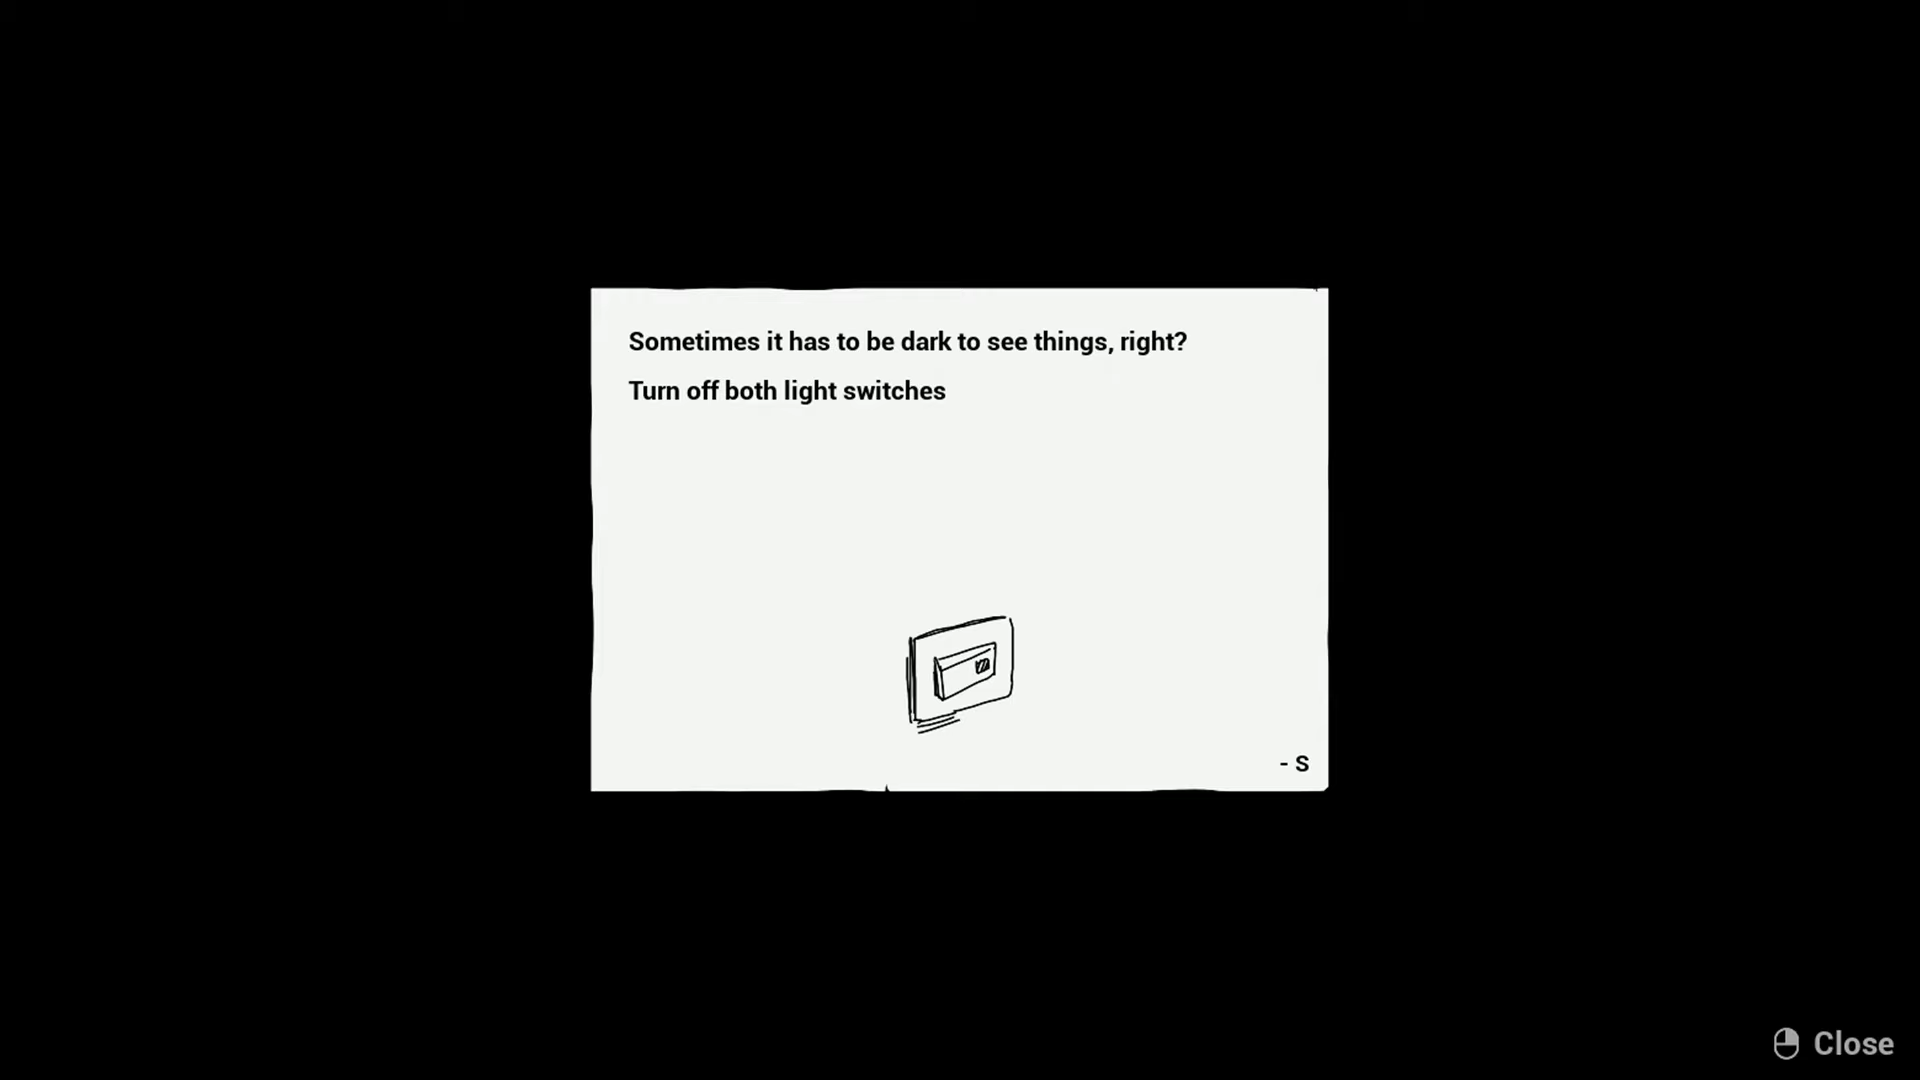 Sometimes it has to be dark to see things, right?
Turn off both light switches
- S
Close